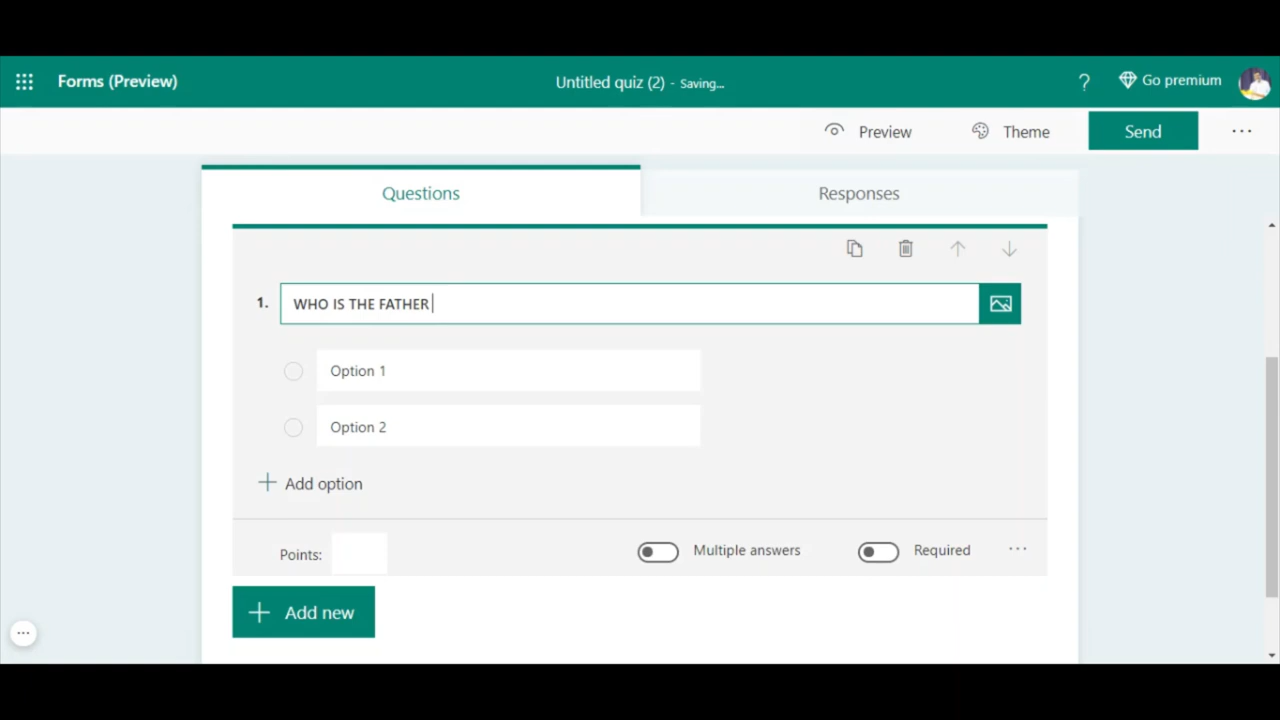 Forms (Preview)
Untitled quiz (2) - Saving...
?
Go premium
Preview
Theme
Send
...
Questions
Responses
1. WHO IS THE FATHER
Option 1
Option 2
+ Add option
Points:
Multiple answers
Required
...
+ Add new
...